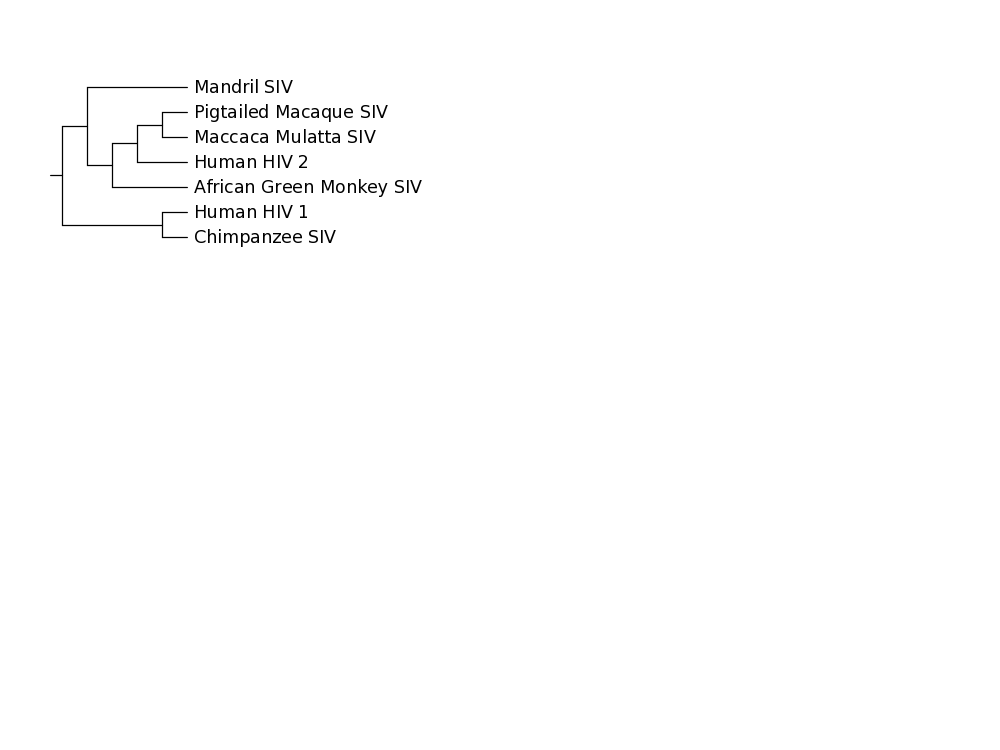 Mandril SIV
Pigtailed Macaque SIV
Maccaca Mulatta SIV
Human HIV 2
African Green Monkey SIV
Human HIV 1
Chimpanzee SIV